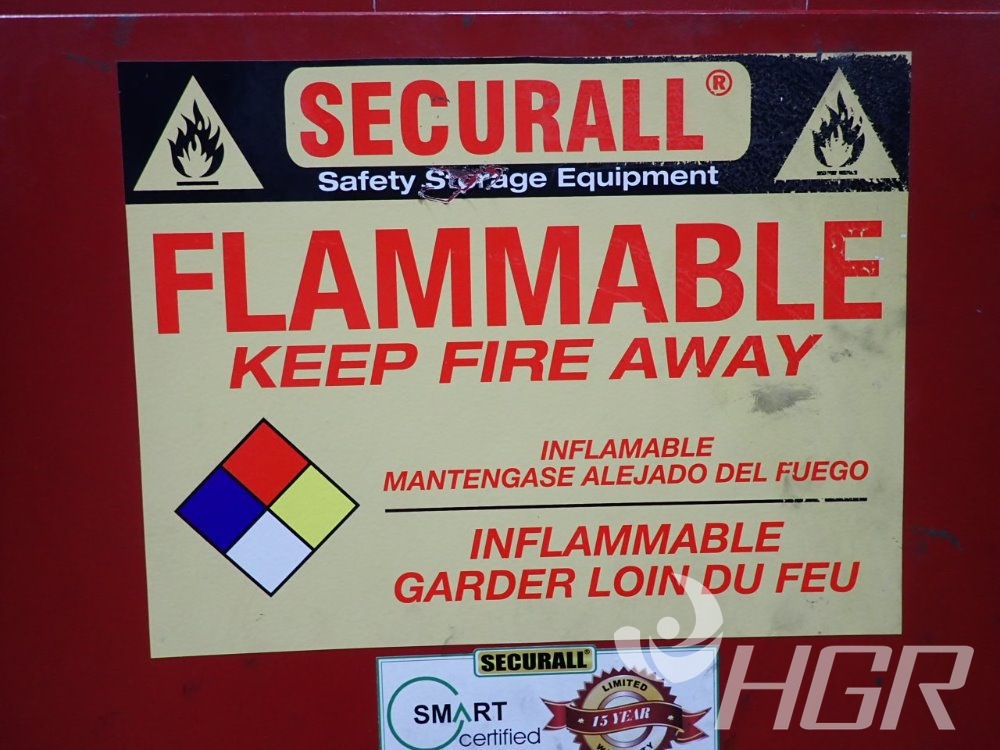 SECURALL®
Safety Storage Equipment
FLAMMABLE
KEEP FIRE AWAY
INFLAMABLE
MANTENGASE ALEJADO DEL FUEGO
INFLAMMABLE
GARDER LOIN DU FEU
SECURALL®
SMART
certified
LIMITED
15 YEAR
WARRANTY
HGR